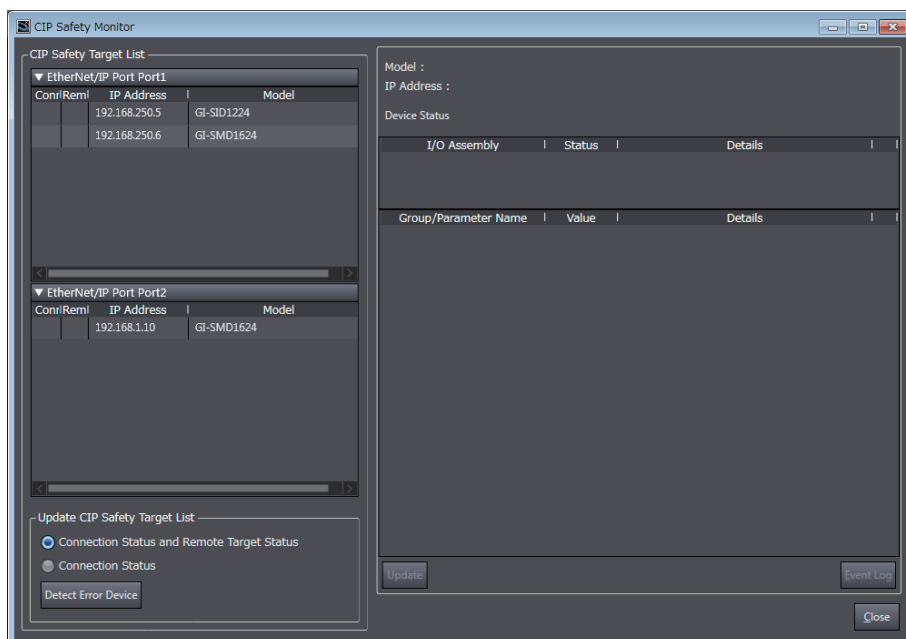 CIP Safety Monitor
CIP Safety Target List
▼ EtherNet/IP Port Port1
Conn Rem IP Address Model
192.168.250.5 GI-SID1224
192.168.250.6 GI-SMD1624
▼ EtherNet/IP Port Port2
Conn Rem IP Address Model
192.168.1.10 GI-SMD1624
Update CIP Safety Target List
Connection Status and Remote Target Status
Connection Status
Detect Error Device
Model :
IP Address :
Device Status
I/O Assembly Status Details
Group/Parameter Name Value Details
Update Event Log
Close